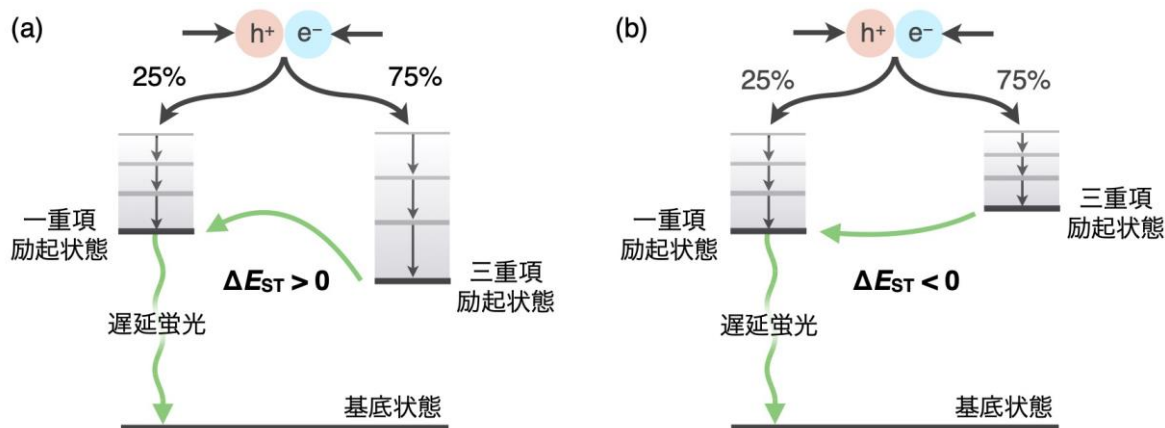 (a)
h⁺ e⁻
25%
75%
一重項
励起状態
三重項
励起状態
ΔE_ST > 0
遅延蛍光
基底状態
(b)
h⁺ e⁻
25%
75%
一重項
励起状態
三重項
励起状態
ΔE_ST < 0
遅延蛍光
基底状態